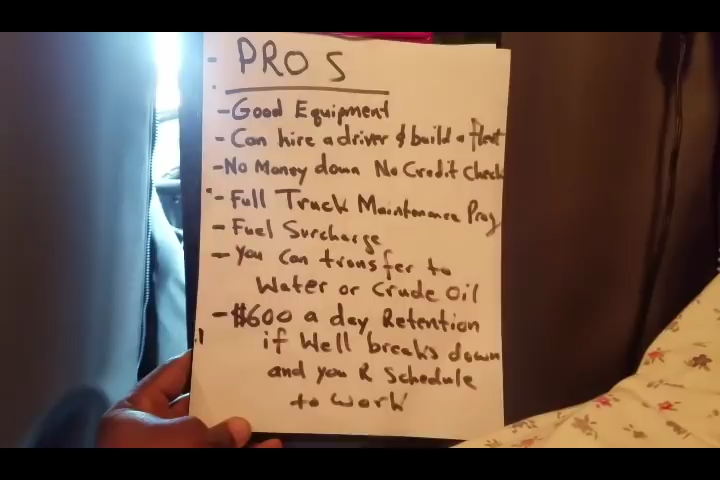 - PROS
- Good Equipment
- Can hire a driver & build a fleet
- No Money down No Credit Check
- Full Truck Maintenance Prog
- Fuel Surcharge
- You Can transfer to
Water or Crude Oil
- $600 a day Retention
if Well breaks down
and you R Schedule
to work